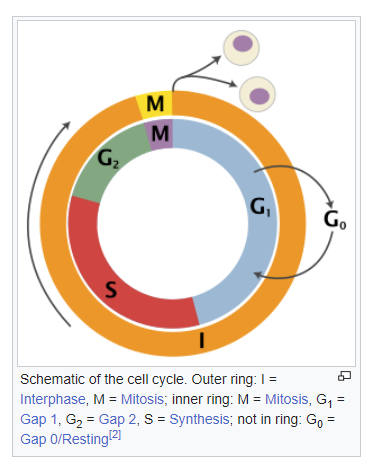 M
M
G₂
G₁
G₀
S
I
Schematic of the cell cycle. Outer ring: I =
Interphase, M = Mitosis; inner ring: M = Mitosis, G₁ =
Gap 1, G₂ = Gap 2, S = Synthesis; not in ring: G₀ =
Gap 0/Resting[2]